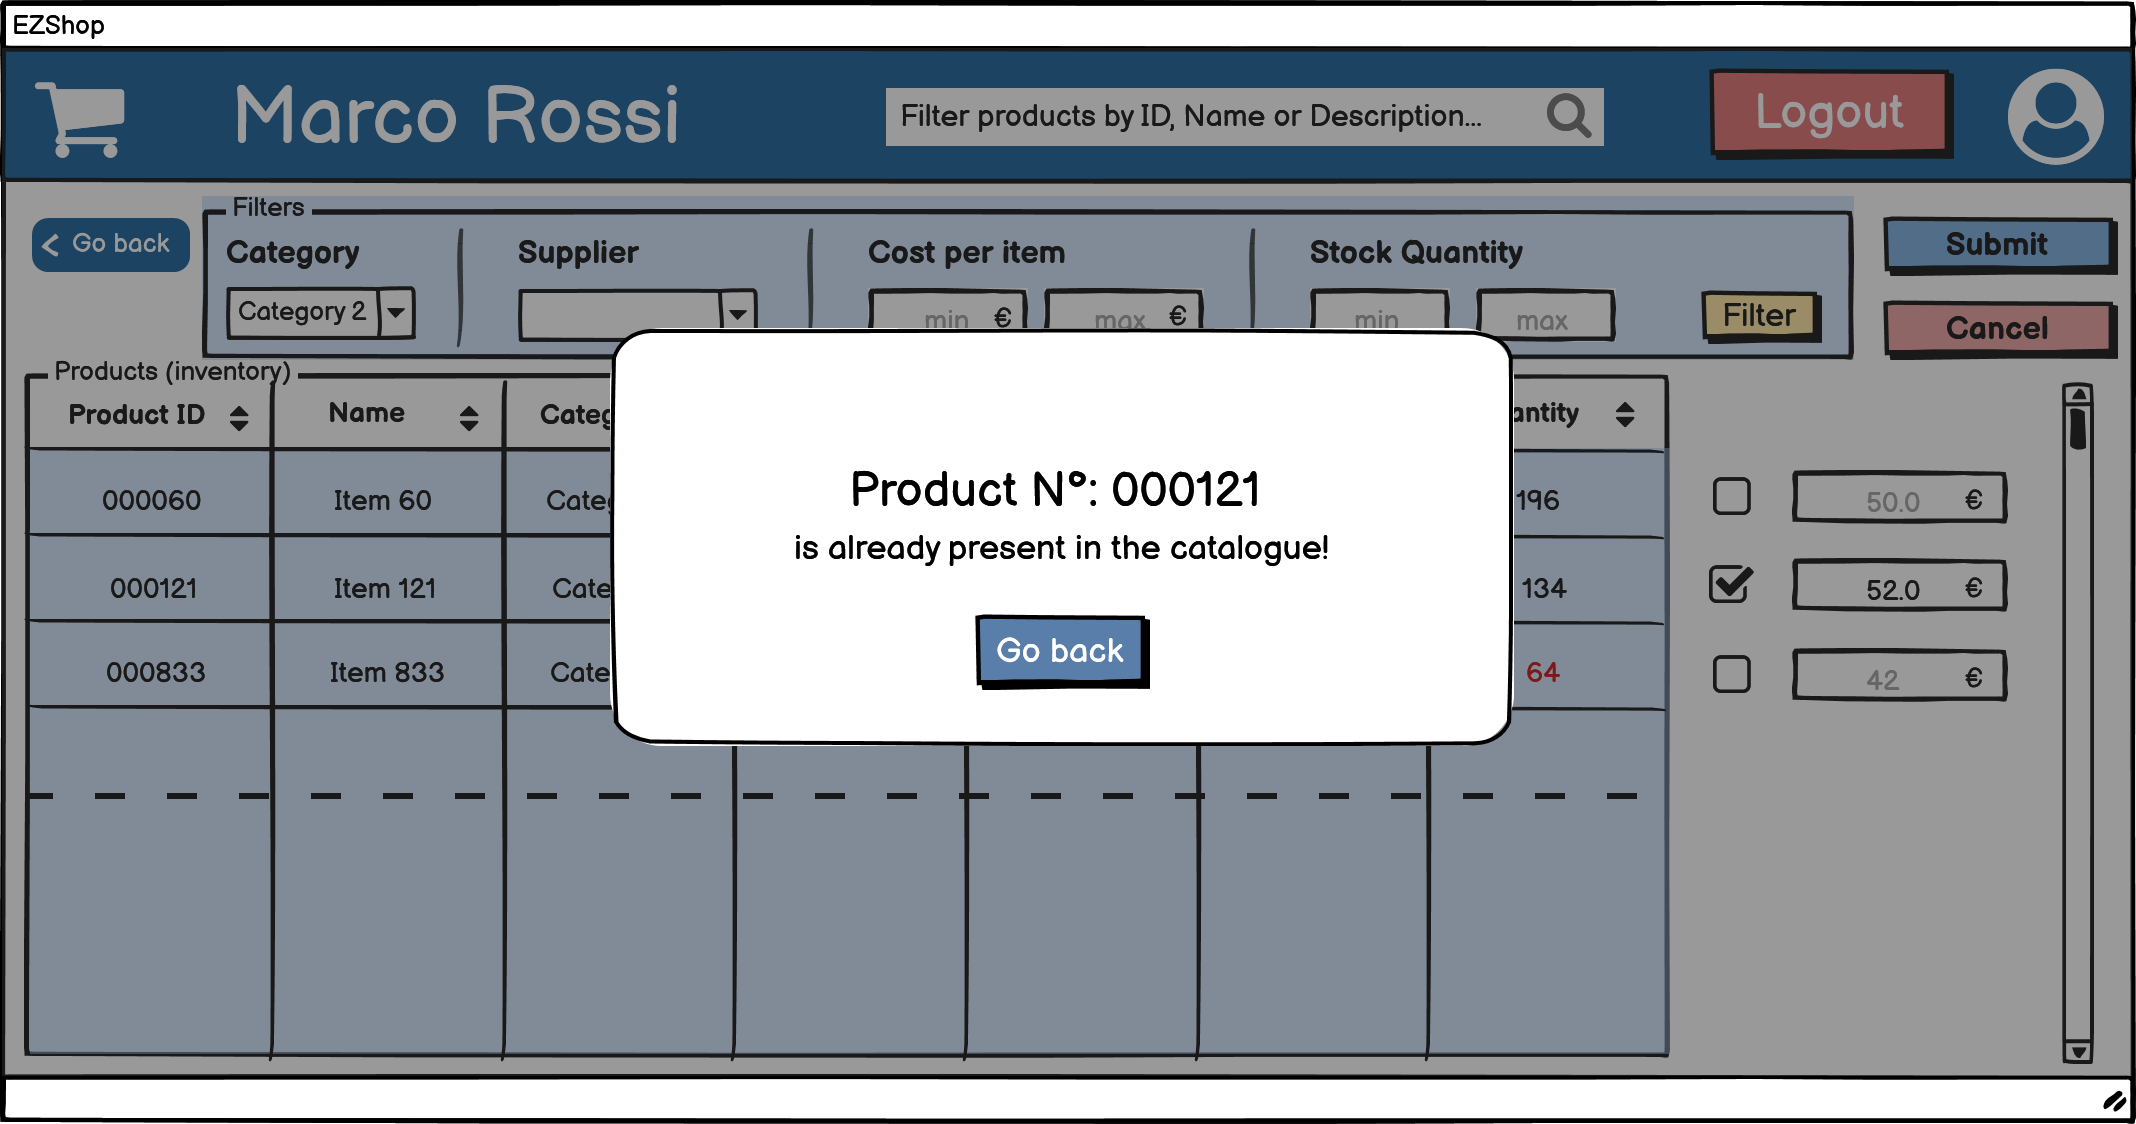 EZShop
Marco Rossi
Filter products by ID, Name or Description...
Logout
Go back
Filters
Category
Supplier
Cost per item
Stock Quantity
Submit
Category 2
min €
max €
min
max
Filter
Cancel
Products (inventory)
Product ID
Name
Categ
antity
000060
Item 60
Categ
196
50.0 €
000121
Item 121
Cate
134
52.0 €
000833
Item 833
Cate
64
42 €
Product N°: 000121
is already present in the catalogue!
Go back